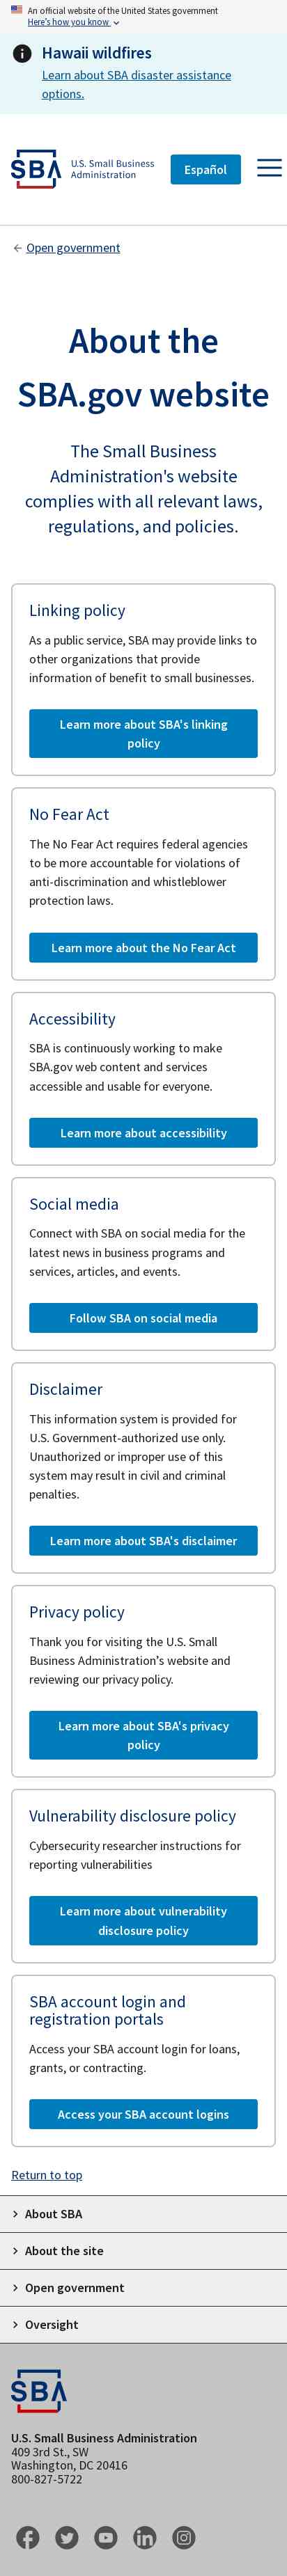 An official website of the United States government
Here's how you know
Hawaii wildfires
Learn about SBA disaster assistance
options.
SBA
U.S. Small Business
Administration
Español
Open government
About the
SBA.gov website
The Small Business
Administration's website
complies with all relevant laws,
regulations, and policies.
Linking policy
As a public service, SBA may provide links to
other organizations that provide
information of benefit to small businesses.
Learn more about SBA's linking
policy
No Fear Act
The No Fear Act requires federal agencies
to be more accountable for violations of
anti-discrimination and whistleblower
protection laws.
Learn more about the No Fear Act
Accessibility
SBA is continuously working to make
SBA.gov web content and services
accessible and usable for everyone.
Learn more about accessibility
Social media
Connect with SBA on social media for the
latest news in business programs and
services, articles, and events.
Follow SBA on social media
Disclaimer
This information system is provided for
U.S. Government-authorized use only.
Unauthorized or improper use of this
system may result in civil and criminal
penalties.
Learn more about SBA's disclaimer
Privacy policy
Thank you for visiting the U.S. Small
Business Administration’s website and
reviewing our privacy policy.
Learn more about SBA's privacy
policy
Vulnerability disclosure policy
Cybersecurity researcher instructions for
reporting vulnerabilities
Learn more about vulnerability
disclosure policy
SBA account login and
registration portals
Access your SBA account login for loans,
grants, or contracting.
Access your SBA account logins
Return to top
About SBA
About the site
Open government
Oversight
SBA
U.S. Small Business Administration
409 3rd St., SW
Washington, DC 20416
800-827-5722